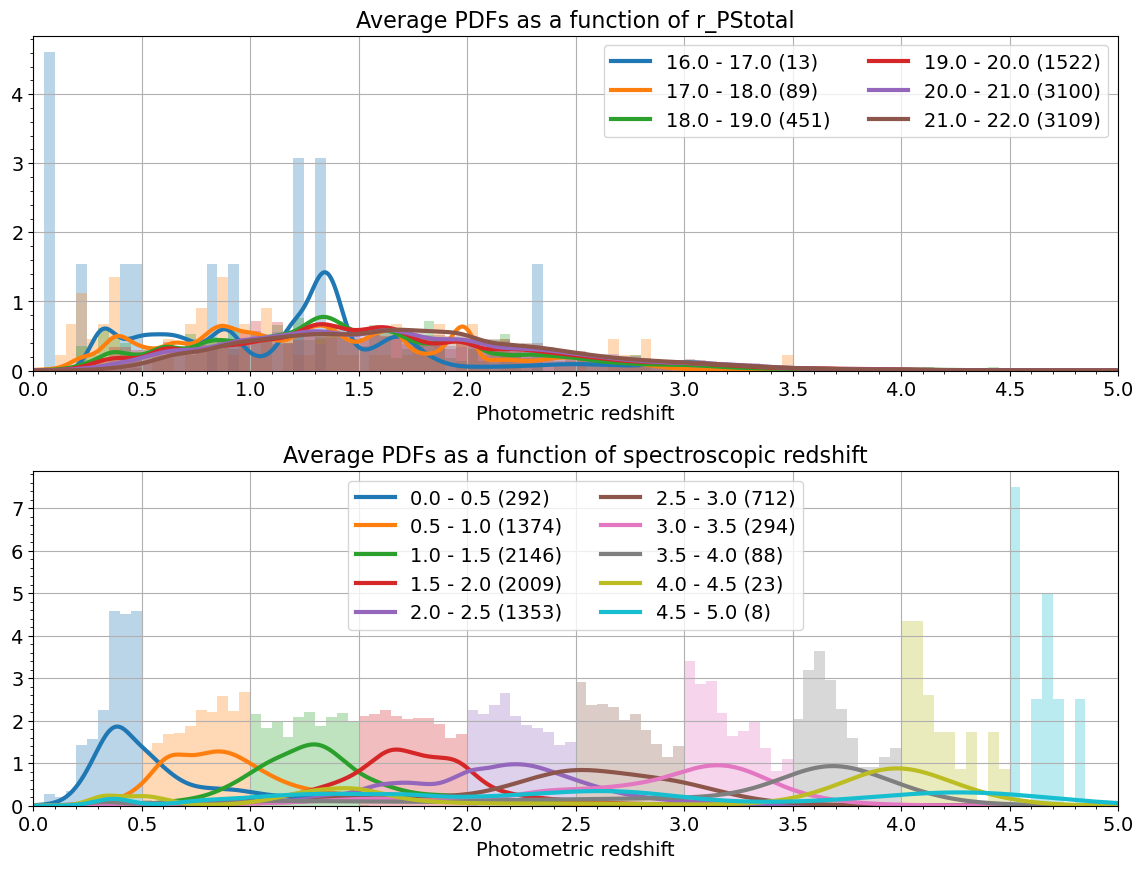 Average PDFs as a function of r_PStotal
16.0 - 17.0 (13)
17.0 - 18.0 (89)
18.0 - 19.0 (451)
19.0 - 20.0 (1522)
20.0 - 21.0 (3100)
21.0 - 22.0 (3109)
4
3
2
1
0
0.0 0.5 1.0 1.5 2.0 2.5 3.0 3.5 4.0 4.5 5.0
Photometric redshift
Average PDFs as a function of spectroscopic redshift
0.0 - 0.5 (292)
0.5 - 1.0 (1374)
1.0 - 1.5 (2146)
1.5 - 2.0 (2009)
2.0 - 2.5 (1353)
2.5 - 3.0 (712)
3.0 - 3.5 (294)
3.5 - 4.0 (88)
4.0 - 4.5 (23)
4.5 - 5.0 (8)
7
6
5
4
3
2
1
0
0.0 0.5 1.0 1.5 2.0 2.5 3.0 3.5 4.0 4.5 5.0
Photometric redshift